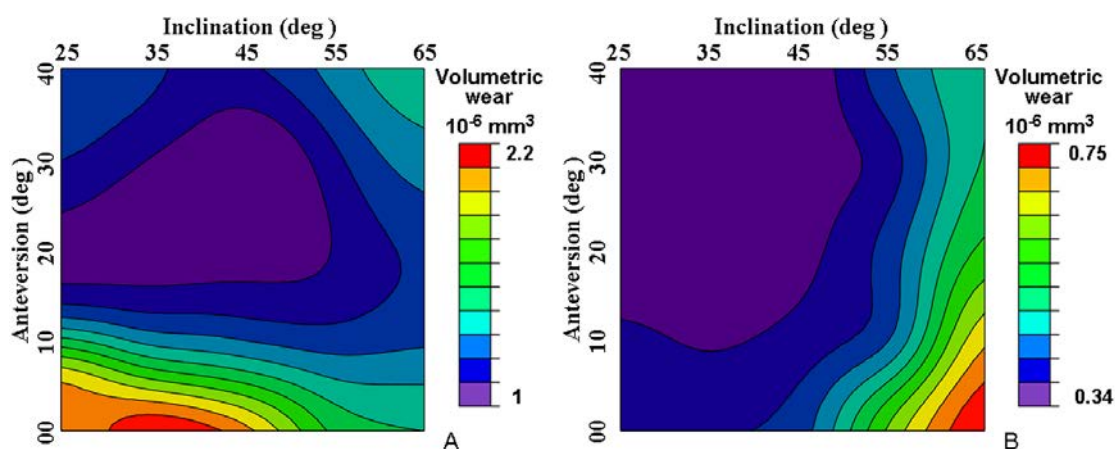 Inclination (deg )
25 35 45 55 65
Anteversion (deg )
40
30
20
10
00
Volumetric
wear
10⁻⁶ mm³
2.2
1
A
Inclination (deg )
25 35 45 55 65
Anteversion (deg )
40
30
20
10
00
Volumetric
wear
10⁻⁶ mm³
0.75
0.34
B